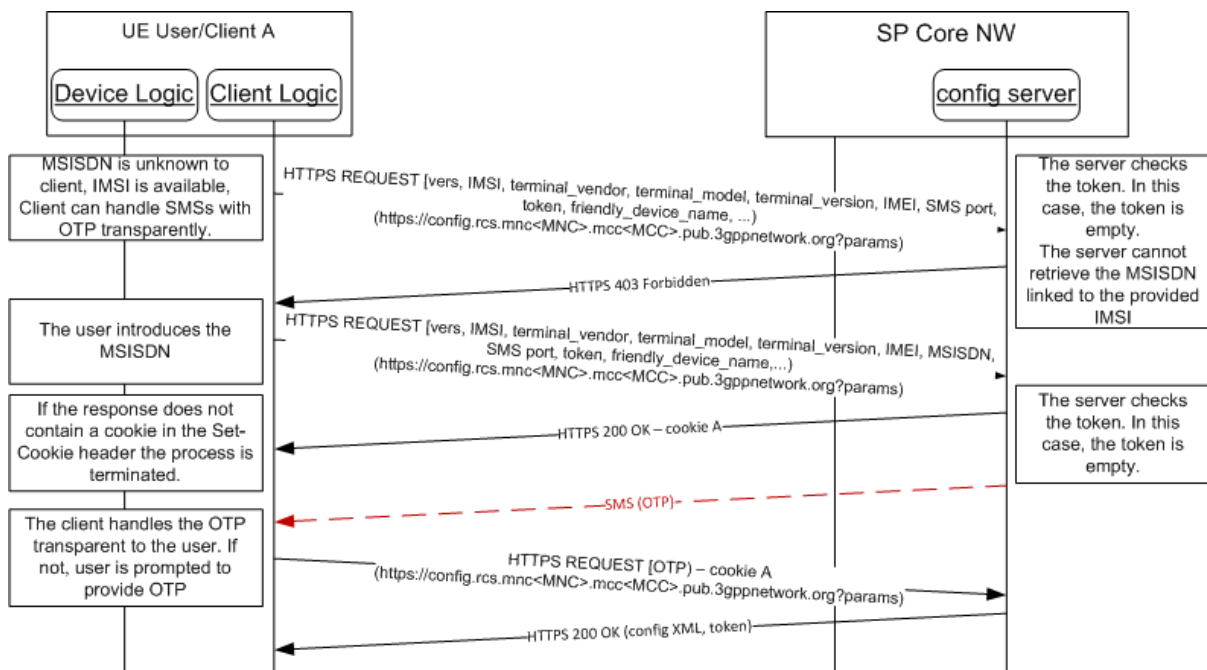 UE User/Client A
SP Core NW
Device Logic
Client Logic
config server
MSISDN is unknown to
client, IMSI is available,
Client can handle SMSs with
OTP transparently.
HTTPS REQUEST [vers, IMSI, terminal_vendor, terminal_model, terminal_version, IMEI, SMS port,
token, friendly_device_name, ...)
(https://config.rcs.mnc<MNC>.mcc<MCC>.pub.3gppnetwork.org?params)
The server checks
the token. In this
case, the token is
empty.
The server cannot
retrieve the MSISDN
linked to the provided
IMSI
HTTPS 403 Forbidden
The user introduces the
MSISDN
HTTPS REQUEST [vers, IMSI, terminal_vendor, terminal_model, terminal_version, IMEI, MSISDN,
SMS port, token, friendly_device_name,...)
(https://config.rcs.mnc<MNC>.mcc<MCC>.pub.3gppnetwork.org?params)
If the response does not
contain a cookie in the Set-
Cookie header the process is
terminated.
HTTPS 200 OK – cookie A
The server checks
the token. In this
case, the token is
empty.
SMS (OTP)
The client handles the OTP
transparent to the user. If
not, user is prompted to
provide OTP
HTTPS REQUEST [OTP) – cookie A
(https://config.rcs.mnc<MNC>.mcc<MCC>.pub.3gppnetwork.org?params)
HTTPS 200 OK (config XML, token)